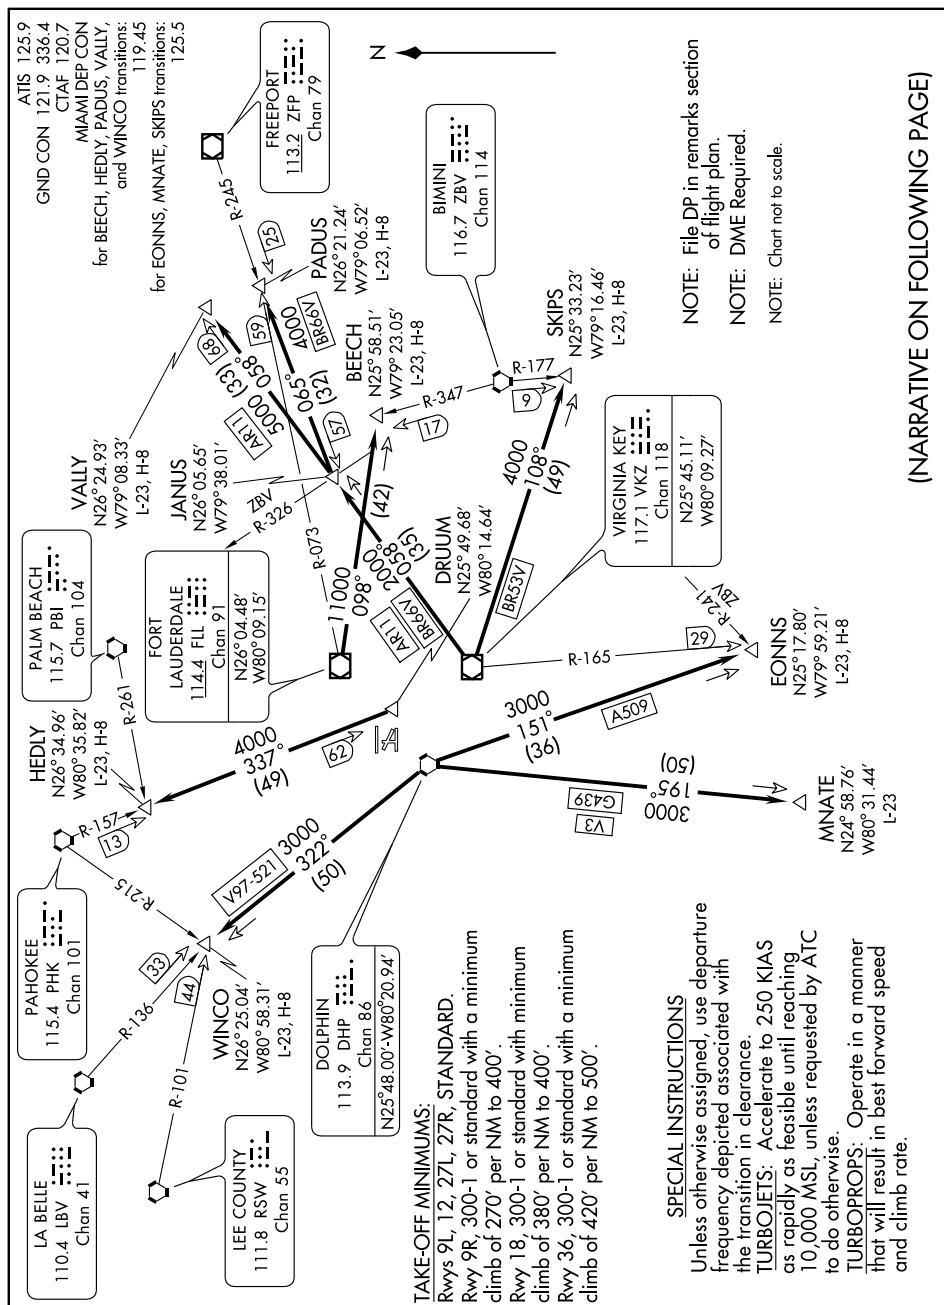 ATIS 125.9
GND CON 121.9 336.4
CTAF 120.7
MIAMI DEP CON
for BEECH, HEDLY, PADUS, VALLY,
and WINCO transitions:
119.45
for EONNS, MNATE, SKIPS transitions:
125.5
LA BELLE
110.4 LBV
Chan 41
R-136
33
LEE COUNTY
111.8 RSW
Chan 55
R-101
44
PAHOKEE
115.4 PHK
Chan 101
R-215
R-157
13
WINCO
N26° 25.04′
W80° 58.31′
L-23, H-8
HEDLY
N26° 34.96′
W80° 35.82′
L-23, H-8
PALM BEACH
115.7 PBI
Chan 104
R-261
VALLY
N26° 24.93′
W79° 08.33′
L-23, H-8
JANUS
N26° 05.65′
W79° 38.01′
ZBV
R-326
FORT
LAUDERDALE
114.4 FLL
Chan 91
N26° 04.48′
W80° 09.15′
R-073
FREEPORT
113.2 ZFP
Chan 79
R-245
25
PADUS
N26° 21.24′
W79° 06.52′
L-23, H-8
68
59
5000
058°
(33)
AR11
4000
065°
(32)
BR66V
57
BEECH
N25° 58.51′
W79° 23.05′
L-23, H-8
11000
098°
(42)
17
R-347
BIMINI
116.7 ZBV
Chan 114
R-177
9
SKIPS
N25° 33.23′
W79° 16.46′
L-23, H-8
2000
058°
(35)
AR11
BR66V
DRUUM
N25° 49.68′
W80° 14.64′
4000
337°
(49)
62
IA
4000
108°
(49)
BR53V
VIRGINIA KEY
117.1 VKZ
Chan 118
N25° 45.11′
W80° 09.27′
R-165
29
R-241
ZBV
EONNS
N25° 17.80′
W79° 59.21′
L-23, H-8
3000
151°
(36)
A509
V97-521
3000
322°
(50)
DOLPHIN
113.9 DHP
Chan 86
N25°48.00′-W80°20.94′
V3
G439
3000
195°
(50)
MNATE
N24° 58.76′
W80° 31.44′
L-23
N
NOTE: File DP in remarks section
of flight plan.
NOTE: DME Required.
NOTE: Chart not to scale.
TAKE-OFF MINIMUMS:
Rwys 9L, 12, 27L, 27R, STANDARD.
Rwy 9R, 300-1 or standard with a minimum
climb of 270′ per NM to 400′.
Rwy 18, 300-1 or standard with minimum
climb of 380′ per NM to 400′.
Rwy 36, 300-1 or standard with a minimum
climb of 420′ per NM to 500′.
SPECIAL INSTRUCTIONS
Unless otherwise assigned, use departure
frequency depicted associated with
the transition in clearance.
TURBOJETS: Accelerate to 250 KIAS
as rapidly as feasible until reaching
10,000 MSL, unless requested by ATC
to do otherwise.
TURBOPROPS: Operate in a manner
that will result in best forward speed
and climb rate.
(NARRATIVE ON FOLLOWING PAGE)